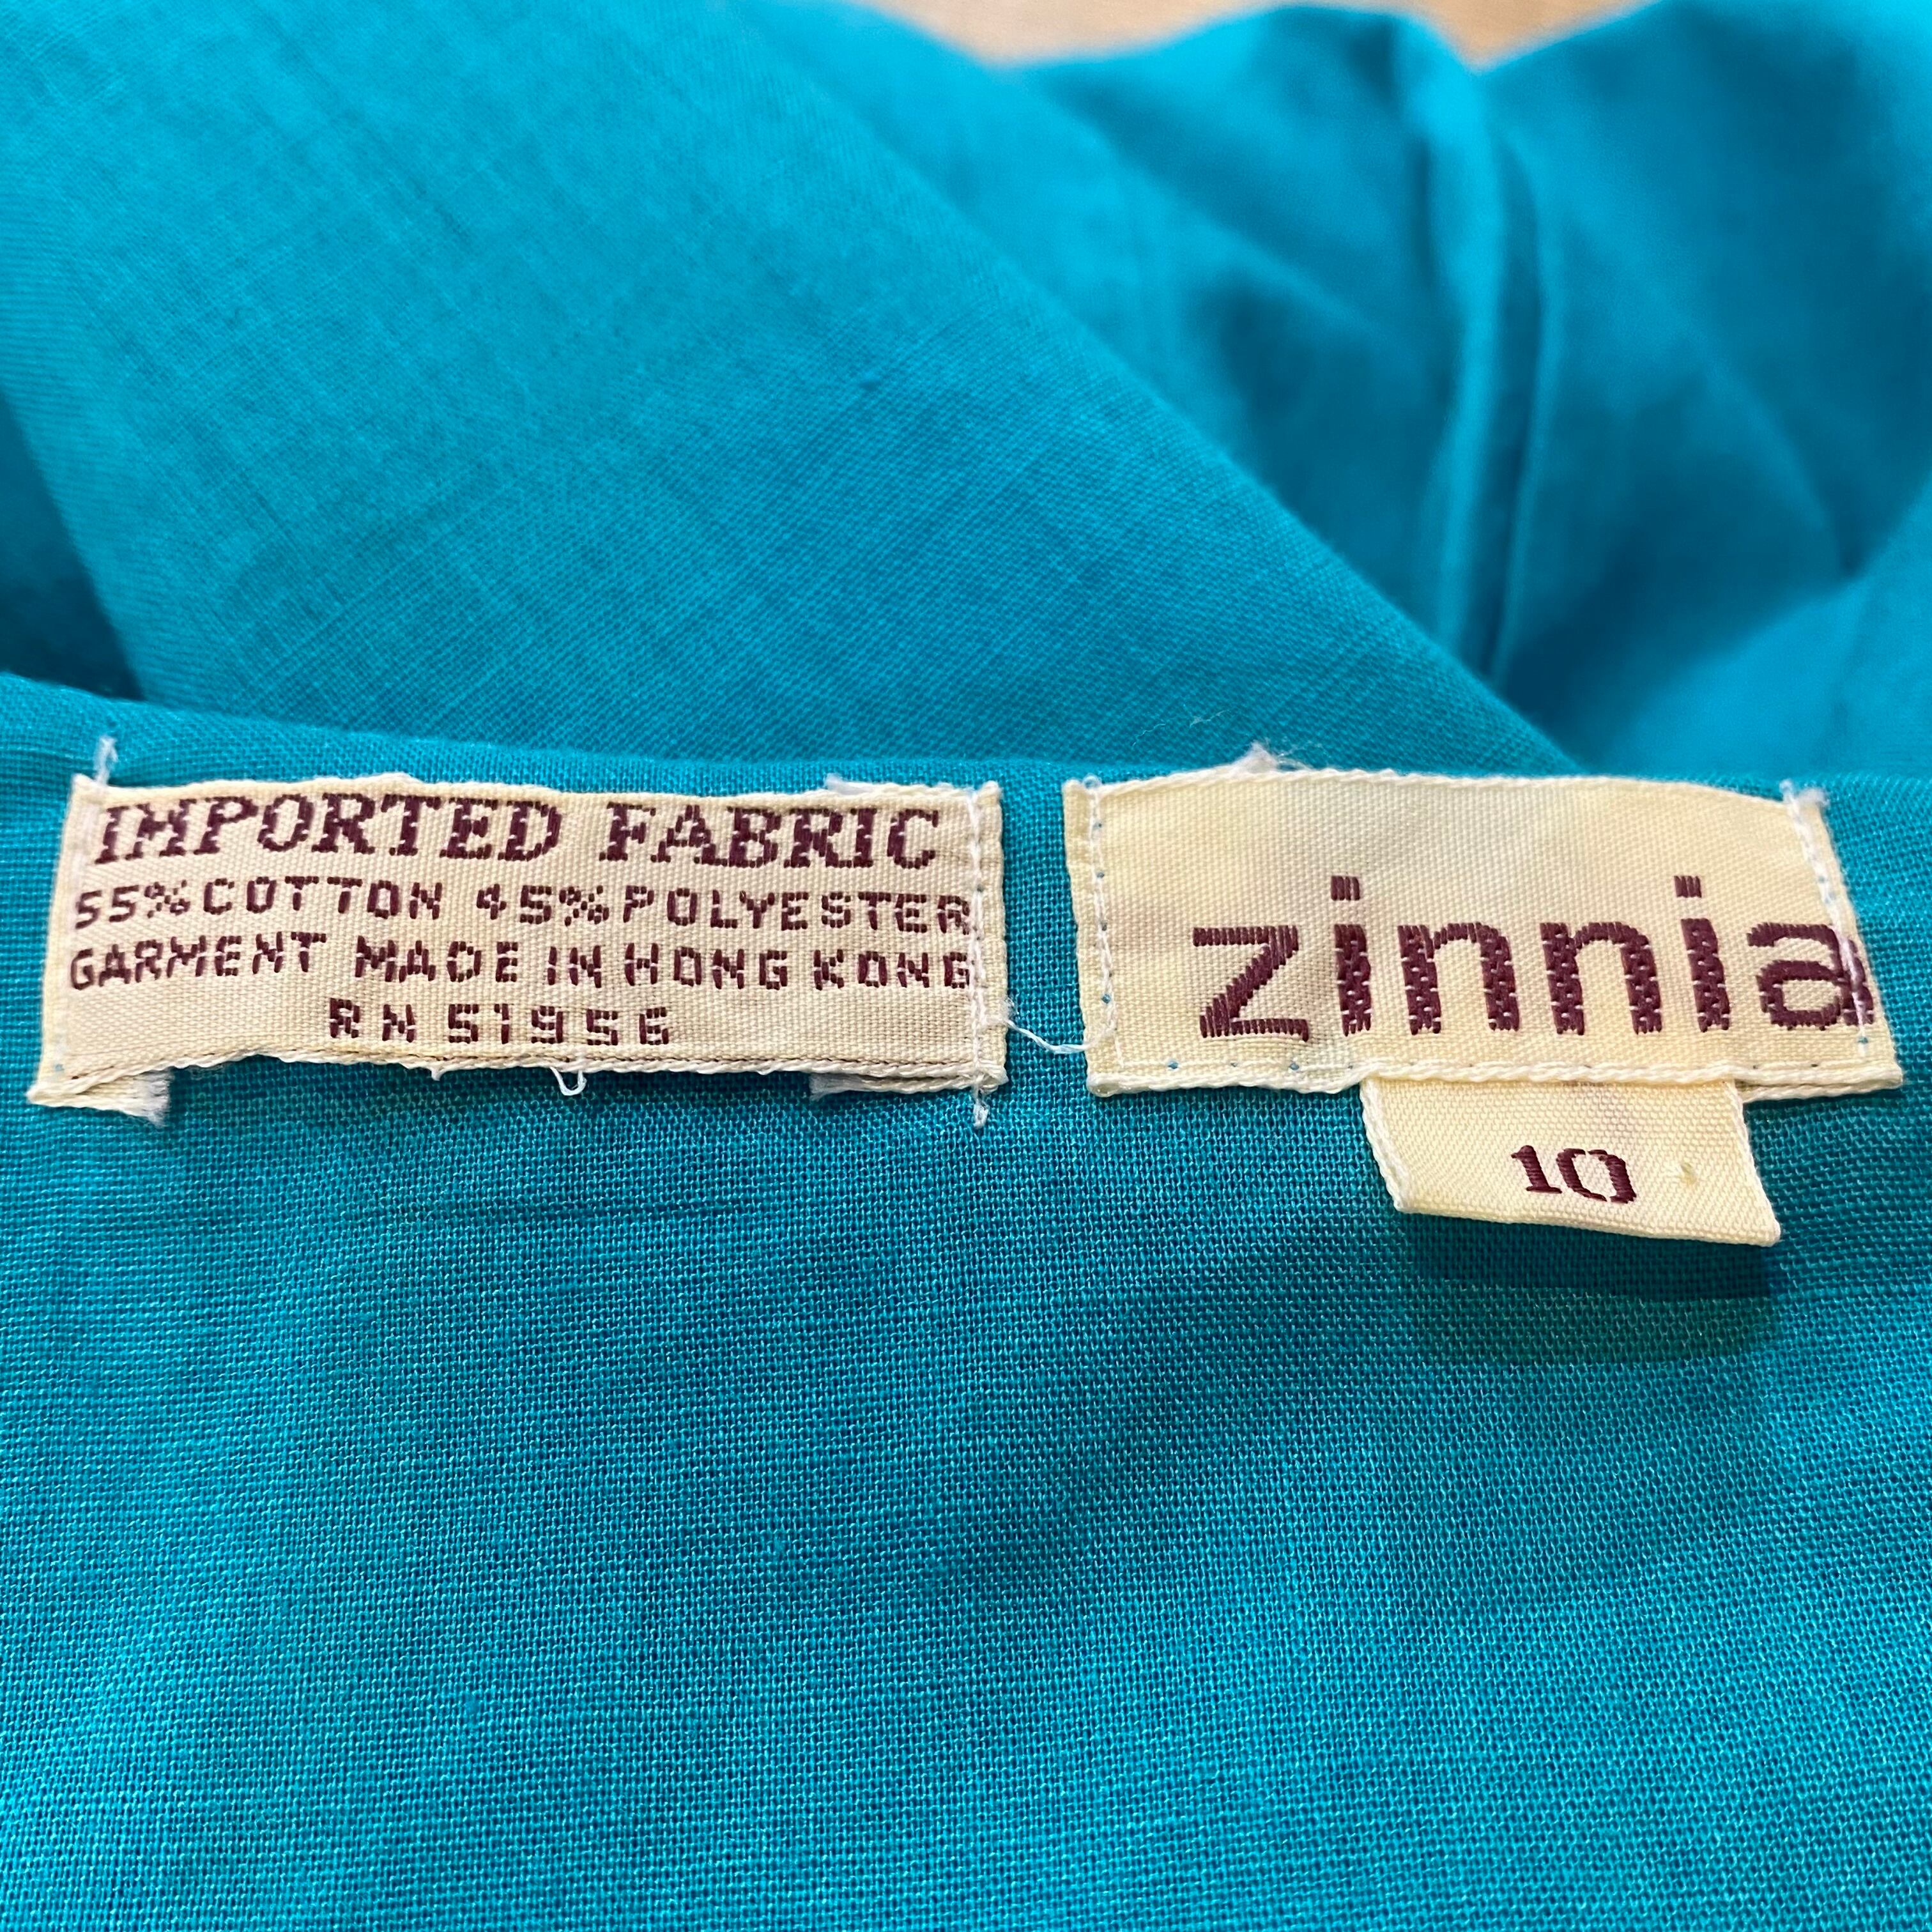 IMPORTED FABRIC
55% COTTON 45% POLYESTER
GARMENT MADE IN HONG KONG
RN 51956
zinnia
10